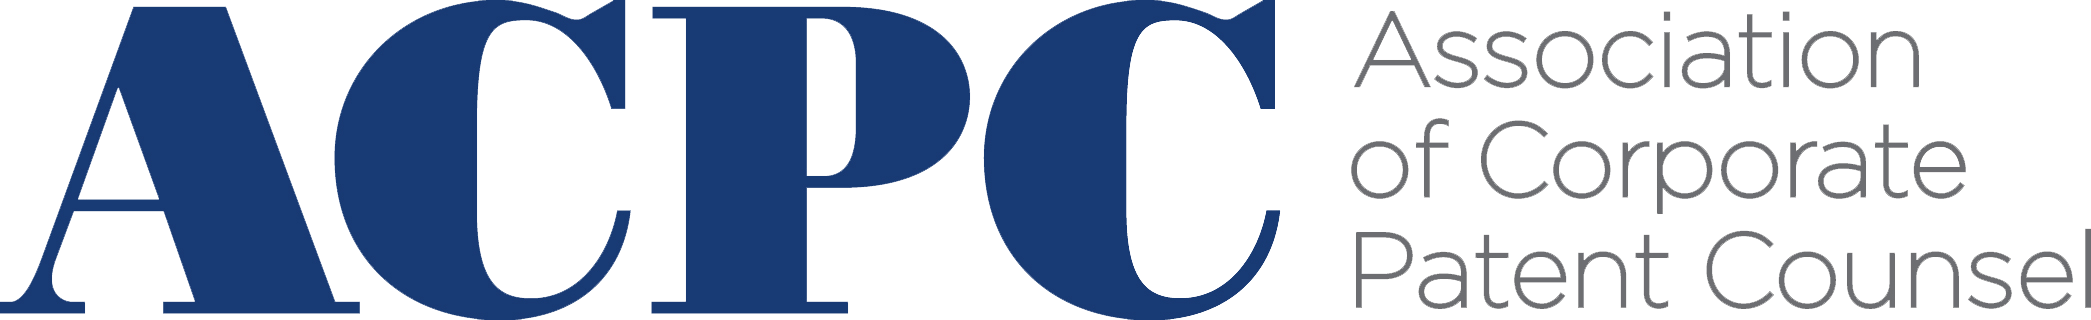 ACPC
Association
of Corporate
Patent Counsel